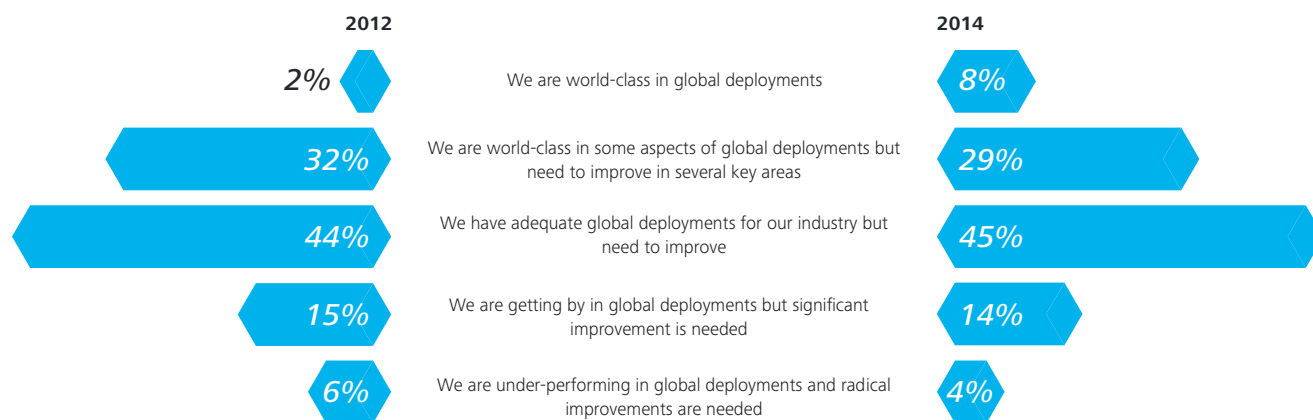 2012 2014
2% We are world-class in global deployments 8%
32% We are world-class in some aspects of global deployments but 29%
need to improve in several key areas
44% We have adequate global deployments for our industry but 45%
need to improve
15% We are getting by in global deployments but significant 14%
improvement is needed
6% We are under-performing in global deployments and radical 4%
improvements are needed